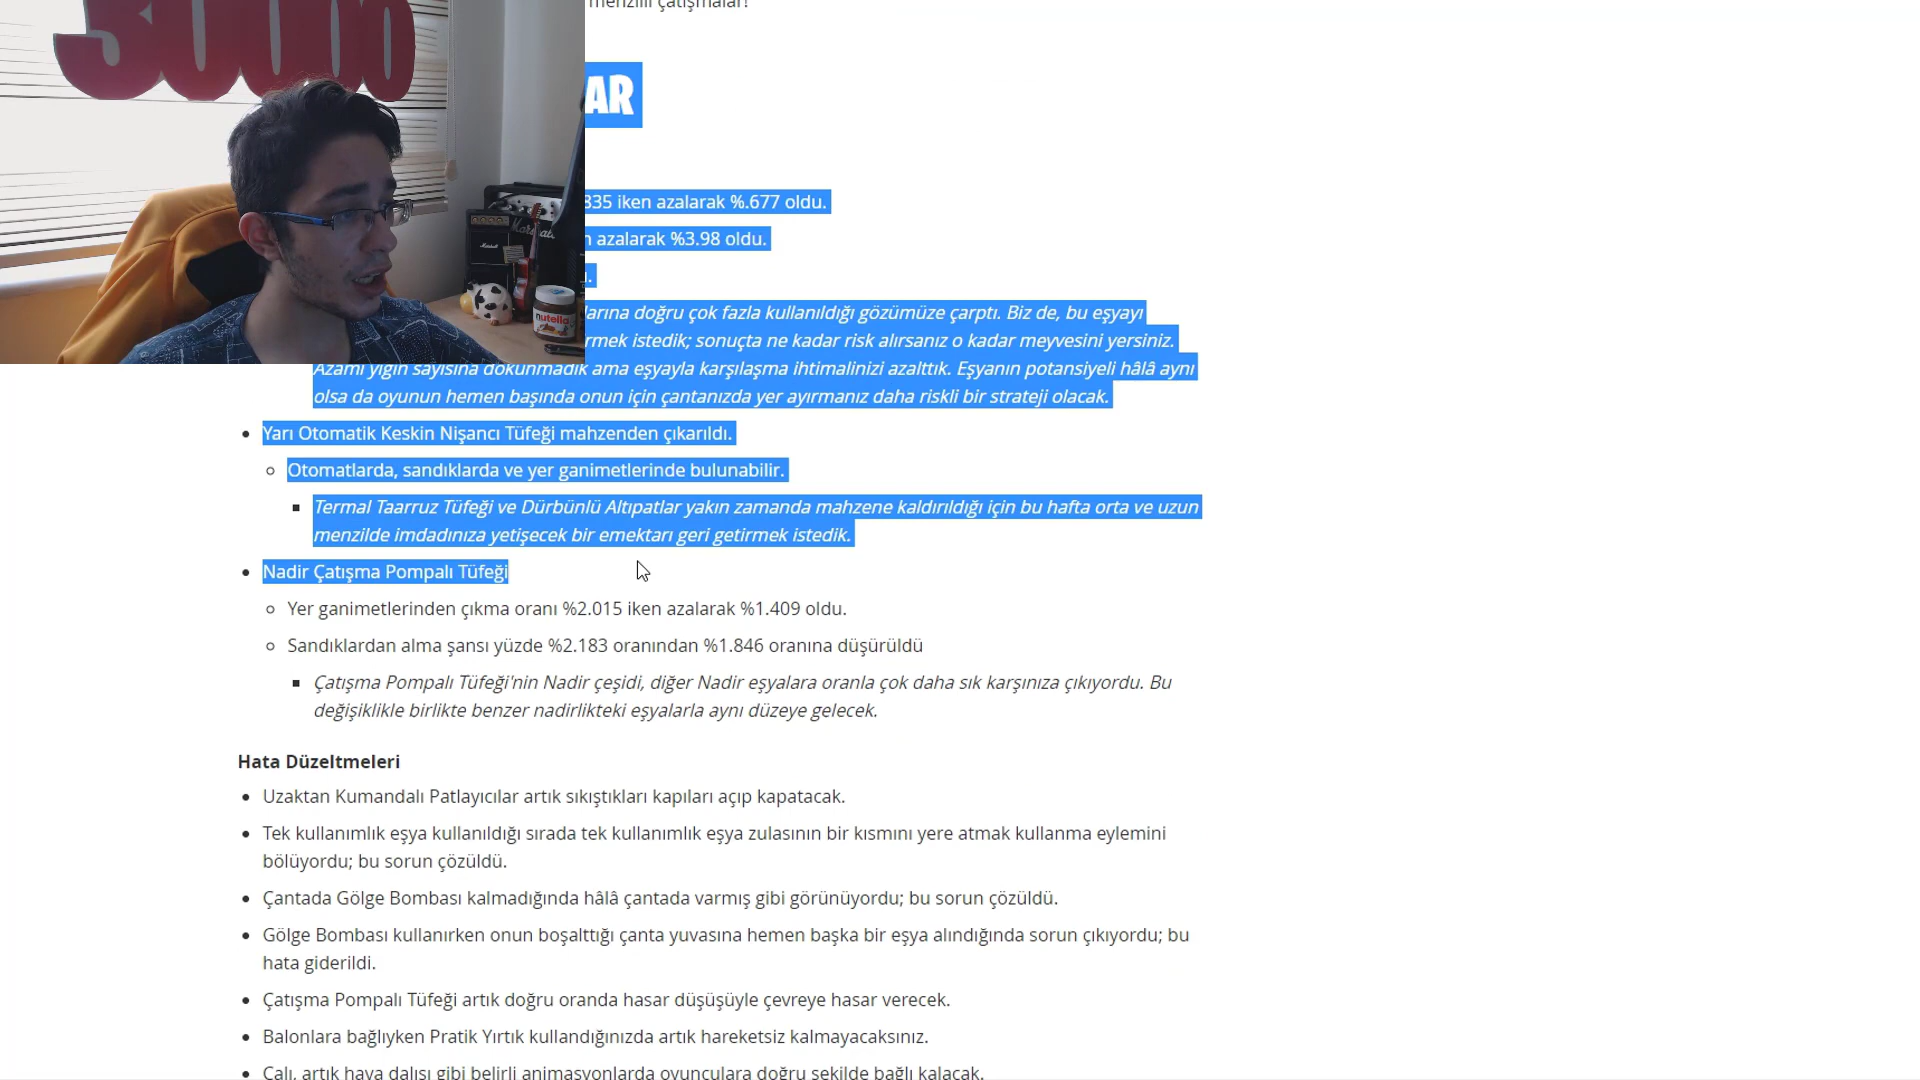 menzilli çatışmalar!
30000
AR
835 iken azalarak %.677 oldu.
azalarak %3.98 oldu.
larına doğru çok fazla kullanıldığı gözümüze çarptı. Biz de, bu eşyayı
rmek istedik; sonuçta ne kadar risk alırsanız o kadar meyvesini yersiniz.
Azami yığın sayısına dokunmadık ama eşyayla karşılaşma ihtimalinizi azalttık. Eşyanın potansiyeli hâlâ aynı
olsa da oyunun hemen başında onun için çantanızda yer ayırmanız daha riskli bir strateji olacak.
Marshall
nutella
Yarı Otomatik Keskin Nişancı Tüfeği mahzenden çıkarıldı.
Otomatlarda, sandıklarda ve yer ganimetlerinde bulunabilir.
Termal Taarruz Tüfeği ve Dürbünlü Altıpatlar yakın zamanda mahzene kaldırıldığı için bu hafta orta ve uzun
menzilde imdadınıza yetişecek bir emektarı geri getirmek istedik.
Nadir Çatışma Pompalı Tüfeği
Yer ganimetlerinden çıkma oranı %2.015 iken azalarak %1.409 oldu.
Sandıklardan alma şansı yüzde %2.183 oranından %1.846 oranına düşürüldü
Çatışma Pompalı Tüfeği'nin Nadir çeşidi, diğer Nadir eşyalara oranla çok daha sık karşınıza çıkıyordu. Bu
değişiklikle birlikte benzer nadirlikteki eşyalarla aynı düzeye gelecek.
Hata Düzeltmeleri
Uzaktan Kumandalı Patlayıcılar artık sıkıştıkları kapıları açıp kapatacak.
Tek kullanımlık eşya kullanıldığı sırada tek kullanımlık eşya zulasının bir kısmını yere atmak kullanma eylemini
bölüyordu; bu sorun çözüldü.
Çantada Gölge Bombası kalmadığında hâlâ çantada varmış gibi görünüyordu; bu sorun çözüldü.
Gölge Bombası kullanırken onun boşalttığı çanta yuvasına hemen başka bir eşya alındığında sorun çıkıyordu; bu
hata giderildi.
Çatışma Pompalı Tüfeği artık doğru oranda hasar düşüşüyle çevreye hasar verecek.
Balonlara bağlıyken Pratik Yırtık kullandığınızda artık hareketsiz kalmayacaksınız.
Çalı, artık hava dalışı gibi belirli animasyonlarda oyunculara doğru şekilde bağlı kalacak.